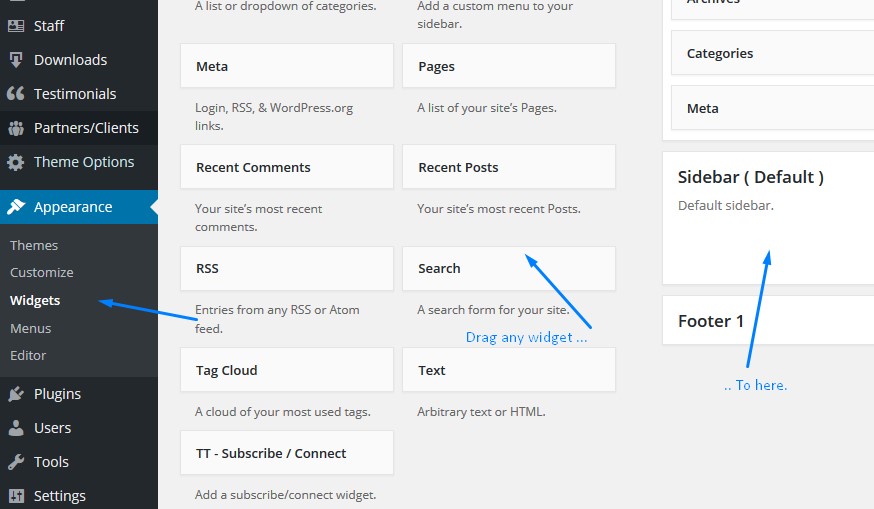 Staff
Downloads
Testimonials
Partners/Clients
Theme Options
Appearance
Themes
Customize
Widgets
Menus
Editor
Plugins
Users
Tools
Settings
A list or dropdown of categories.
Add a custom menu to your
sidebar.
Meta
Login, RSS, & WordPress.org
links.
Pages
A list of your site's Pages.
Recent Comments
Your site's most recent
comments.
Recent Posts
Your site's most recent Posts.
RSS
Entries from any RSS or Atom
feed.
Search
A search form for your site.
Drag any widget ...
Tag Cloud
A cloud of your most used tags.
Text
Arbitrary text or HTML.
TT - Subscribe / Connect
Add a subscribe/connect widget.
Archives
Categories
Meta
Sidebar ( Default )
Default sidebar.
Footer 1
.. To here.